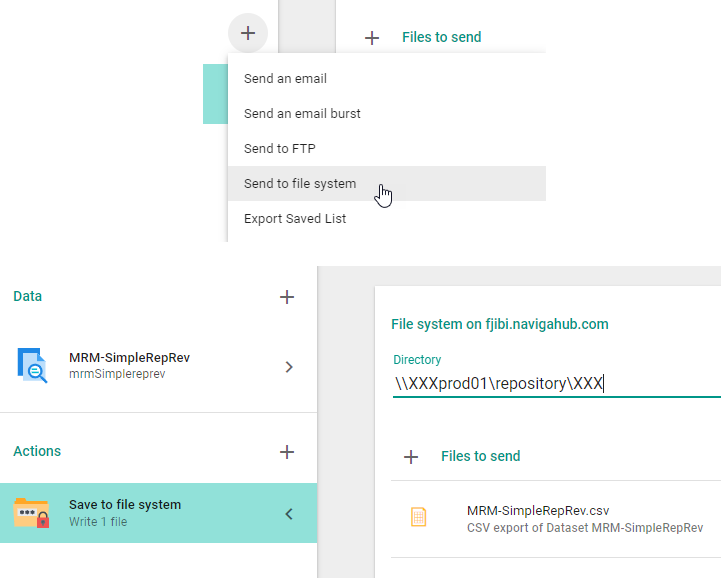 Files to send
Send an email
Send an email burst
Send to FTP
Send to file system
Export Saved List
Data
MRM-SimpleRepRev
mrmSimplereprev
Actions
Save to file system
Write 1 file
File system on fjibi.navigahub.com
Directory
\\XXXprod01\repository\XXX
Files to send
MRM-SimpleRepRev.csv
CSV export of Dataset MRM-SimpleRepRev